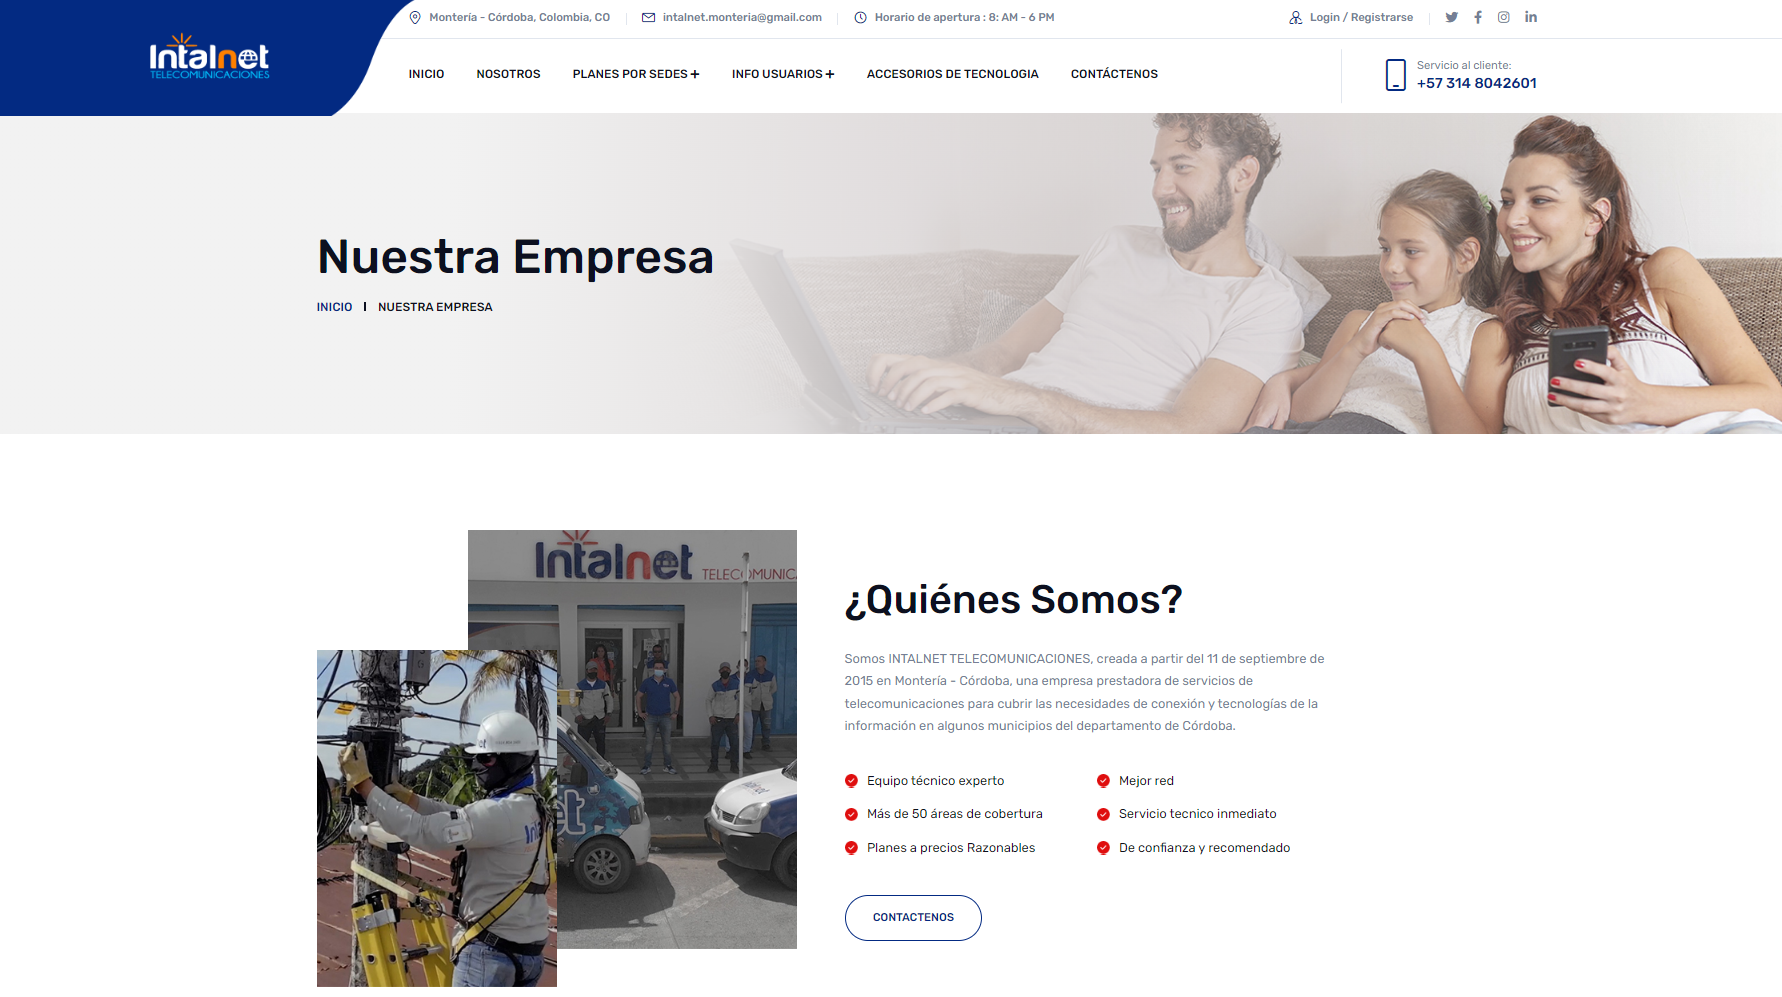 Intalnet
TELECOMUNICACIONES
Montería - Córdoba, Colombia, CO
intalnet.monteria@gmail.com
Horario de apertura : 8: AM - 6 PM
Login / Registrarse
INICIO
NOSOTROS
PLANES POR SEDES +
INFO USUARIOS +
ACCESORIOS DE TECNOLOGIA
CONTÁCTENOS
Servicio al cliente:
+57 314 8042601
Nuestra Empresa
INICIO
NUESTRA EMPRESA
Intalnet
TELECOMUNICA
¿Quiénes Somos?
Somos INTALNET TELECOMUNICACIONES, creada a partir del 11 de septiembre de
2015 en Montería - Córdoba, una empresa prestadora de servicios de
telecomunicaciones para cubrir las necesidades de conexión y tecnologías de la
información en algunos municipios del departamento de Córdoba.
Equipo técnico experto
Mejor red
Más de 50 áreas de cobertura
Servicio tecnico inmediato
Planes a precios Razonables
De confianza y recomendado
CONTACTENOS